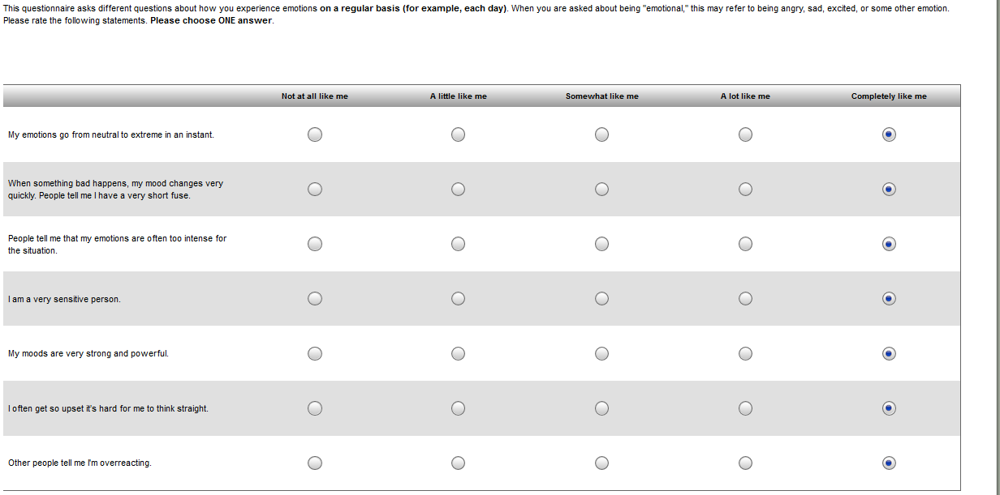 This questionnaire asks different questions about how you experience emotions on a regular basis (for example, each day). When you are asked about being "emotional," this may refer to being angry, sad, excited, or some other emotion.
Please rate the following statements. Please choose ONE answer.
Not at all like me A little like me Somewhat like me A lot like me Completely like me
My emotions go from neutral to extreme in an instant.
When something bad happens, my mood changes very
quickly. People tell me I have a very short fuse.
People tell me that my emotions are often too intense for
the situation.
I am a very sensitive person.
My moods are very strong and powerful.
I often get so upset it's hard for me to think straight.
Other people tell me I'm overreacting.